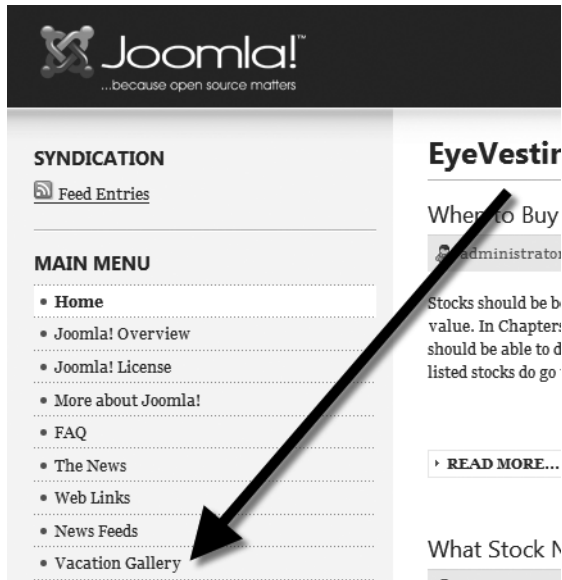 Joomla!™
...because open source matters
SYNDICATION
Feed Entries
MAIN MENU
• Home
• Joomla! Overview
• Joomla! License
• More about Joomla!
• FAQ
• The News
• Web Links
• News Feeds
• Vacation Gallery
When to Buy
administrator
Stocks should be
value. In Chapters
should be able to
listed stocks do go
READ MORE...
What Stock